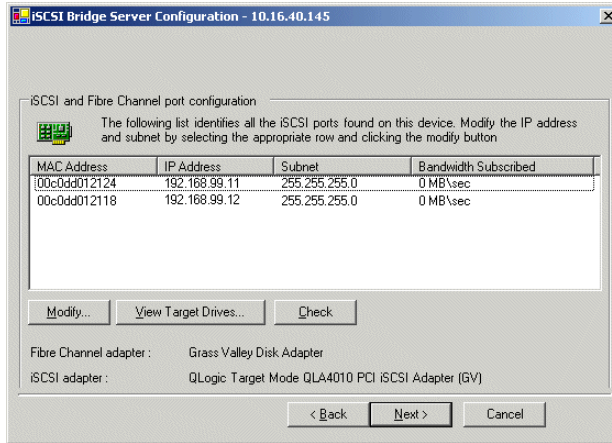 iSCSI Bridge Server Configuration - 10.16.40.145
iSCSI and Fibre Channel port configuration
The following list identifies all the iSCSI ports found on this device. Modify the IP address
and subnet by selecting the appropriate row and clicking the modify button
MAC Address IP Address Subnet Bandwidth Subscribed
00c0dd012124 192.168.99.11 255.255.255.0 0 MB\sec
00c0dd012118 192.168.99.12 255.255.255.0 0 MB\sec
Modify... View Target Drives... Check
Fibre Channel adapter : Grass Valley Disk Adapter
iSCSI adapter : QLogic Target Mode QLA4010 PCI iSCSI Adapter (GV)
< Back Next > Cancel